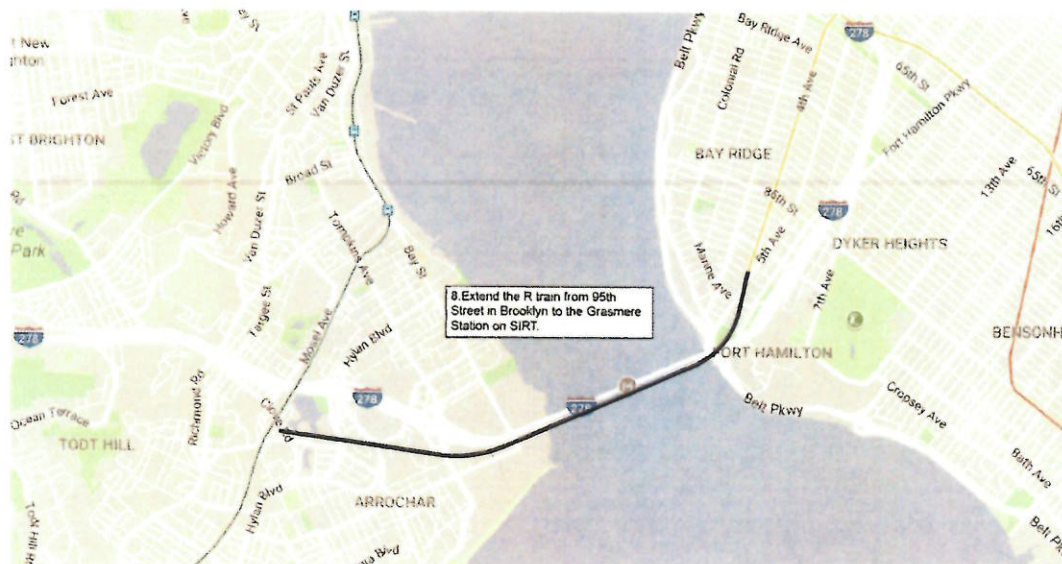 Bay Ridge Ave
278
Belt Pkwy
St Pauls Ave
Van Duzer St
Colonial Rd
4th Ave
65th St
Forest Ave
Fort Hamilton Pkwy
Victory Blvd
BAY RIDGE
13th Ave
65th St
Broad St
Howard Ave
86th St
278
Park
Van Duzer St
Tompkins Ave
Bay St
Marine Ave
5th Ave
DYKER HEIGHTS
7th Ave
8.Extend the R train from 95th
Street in Brooklyn to the Grasmere
Station on SIRT.
Targee St
Mosel Ave
Hylan Blvd
278
FORT HAMILTON
Richmond Rd
278
278
Belt Pkwy
Cropsey Ave
Ocean Terrace
TODT HILL
Bath Ave
Hylan Blvd
ARROCHAR